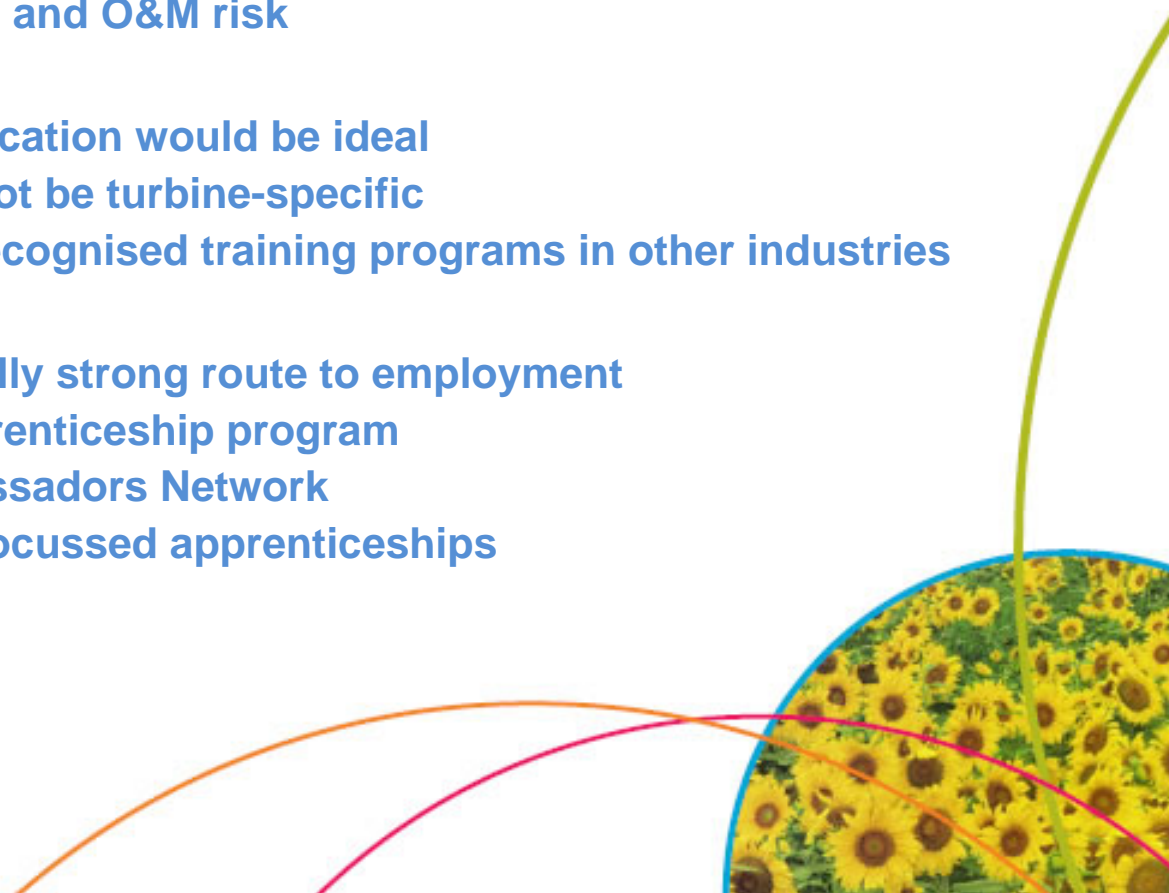 and O&M risk
cation would be ideal
ot be turbine-specific
cognised training programs in other industries
lly strong route to employment
renticeship program
ssadors Network
ocussed apprenticeships